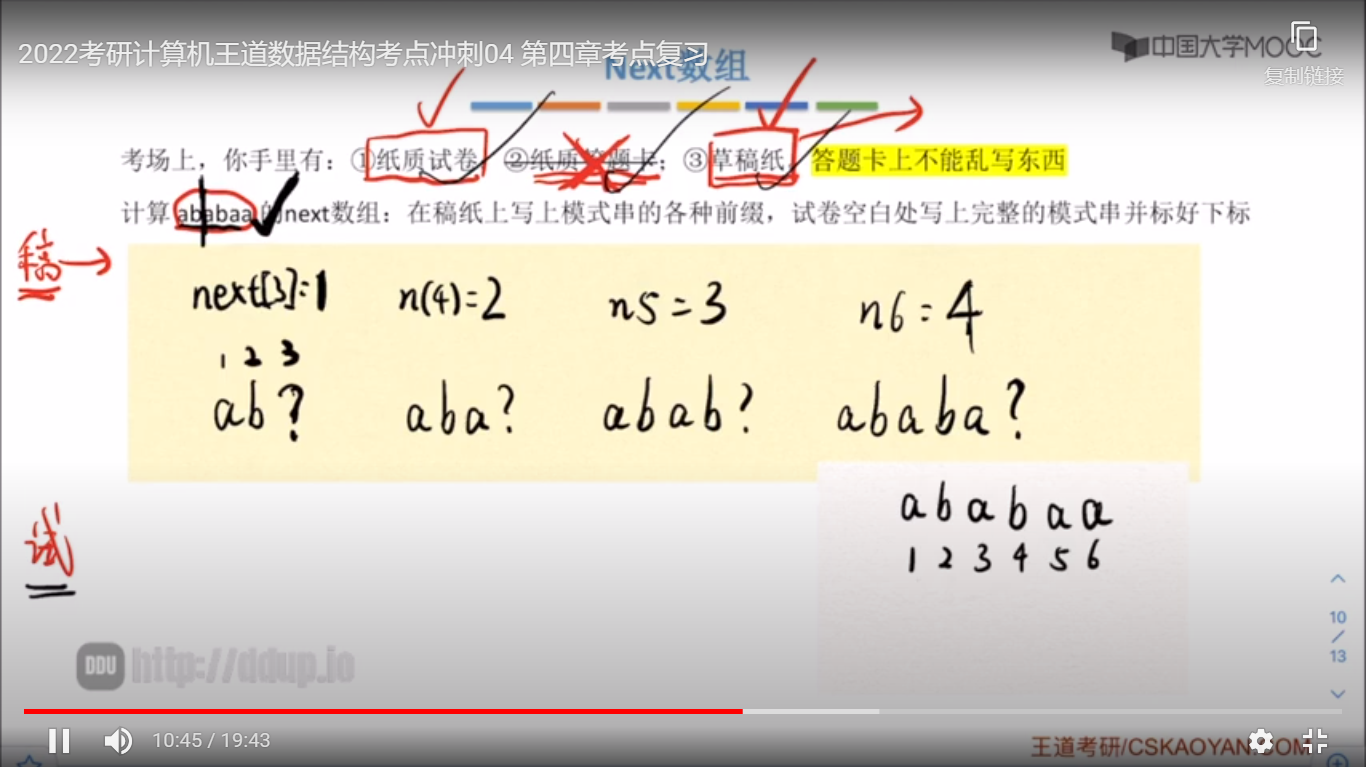 2022考研计算机王道数据结构考点冲刺04 第四章考点复习
Next数组
中国大学MOOC
复制链接
考场上，你手里有：①纸质试卷 ②纸质答题卡；③草稿纸 答题卡上不能乱写东西
计算 ababaa 的next数组：在稿纸上写上模式串的各种前缀，试卷空白处写上完整的模式串并标好下标
稿
next[3]=1 n(4)=2 n5=3 n6=4
1 2 3
ab? aba? abab? ababa?
a b a b a a
1 2 3 4 5 6
试
10
/
13
DDU http://ddup.io
10:45 / 19:43
王道考研/CSKAOYAN.COM